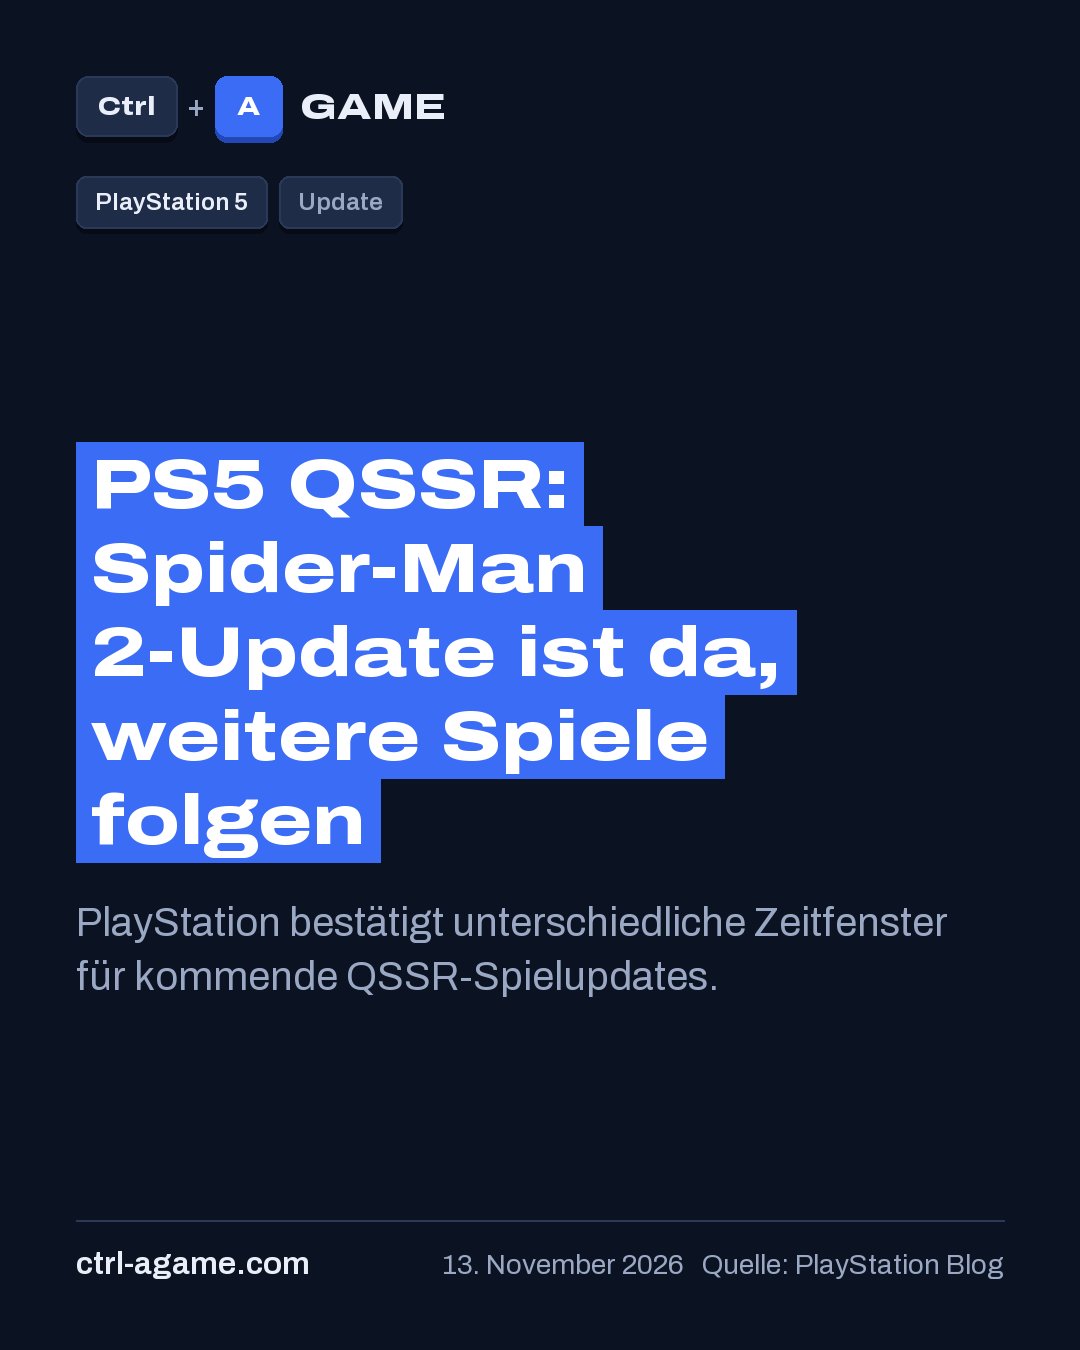 Ctrl + A GAME
PlayStation 5 Update
PS5 QSSR:
Spider-Man
2-Update ist da,
weitere Spiele
folgen
PlayStation bestätigt unterschiedliche Zeitfenster
für kommende QSSR-Spielupdates.
ctrl-agame.com 13. November 2026 Quelle: PlayStation Blog